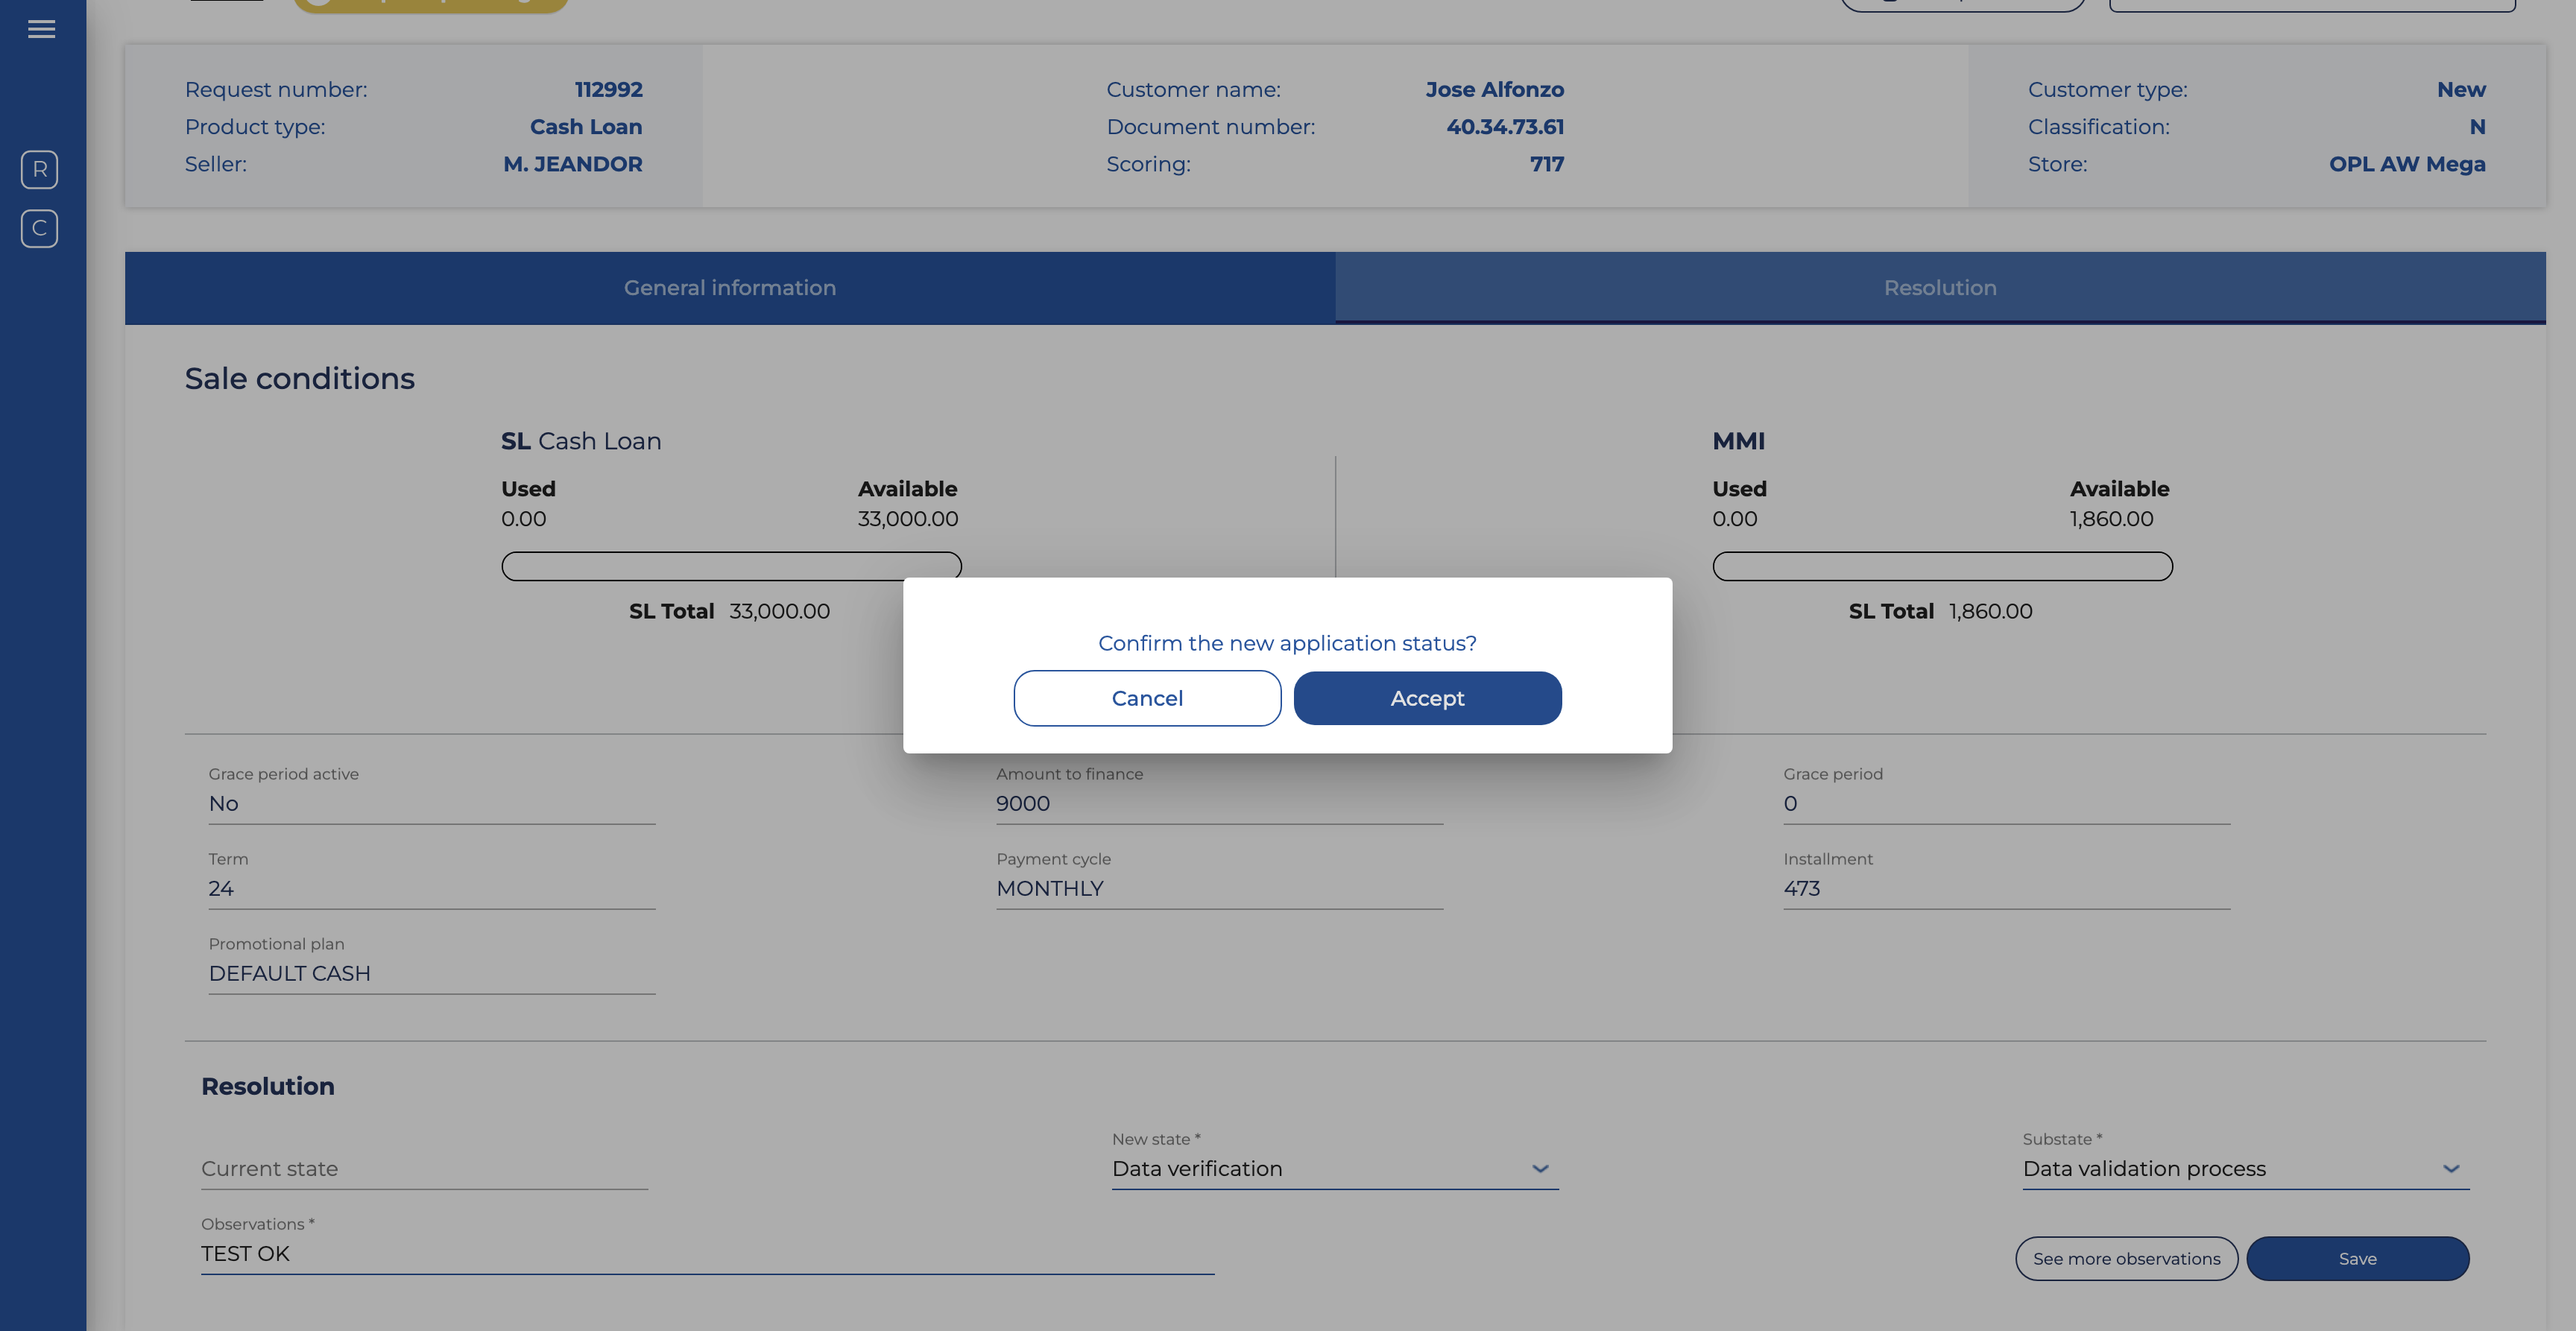 R
C
Request number: 112992
Product type: Cash Loan
Seller: M. JEANDOR
Customer name: Jose Alfonzo
Document number: 40.34.73.61
Scoring: 717
Customer type: New
Classification: N
Store: OPL AW Mega
General information
Resolution
Sale conditions
SL Cash Loan
Used Available
0.00 33,000.00
SL Total 33,000.00
MMI
Used Available
0.00 1,860.00
SL Total 1,860.00
Confirm the new application status?
Cancel Accept
Grace period active
No
Amount to finance
9000
Grace period
0
Term
24
Payment cycle
MONTHLY
Installment
473
Promotional plan
DEFAULT CASH
Resolution
Current state
New state *
Data verification
Substate *
Data validation process
Observations *
TEST OK
See more observations
Save